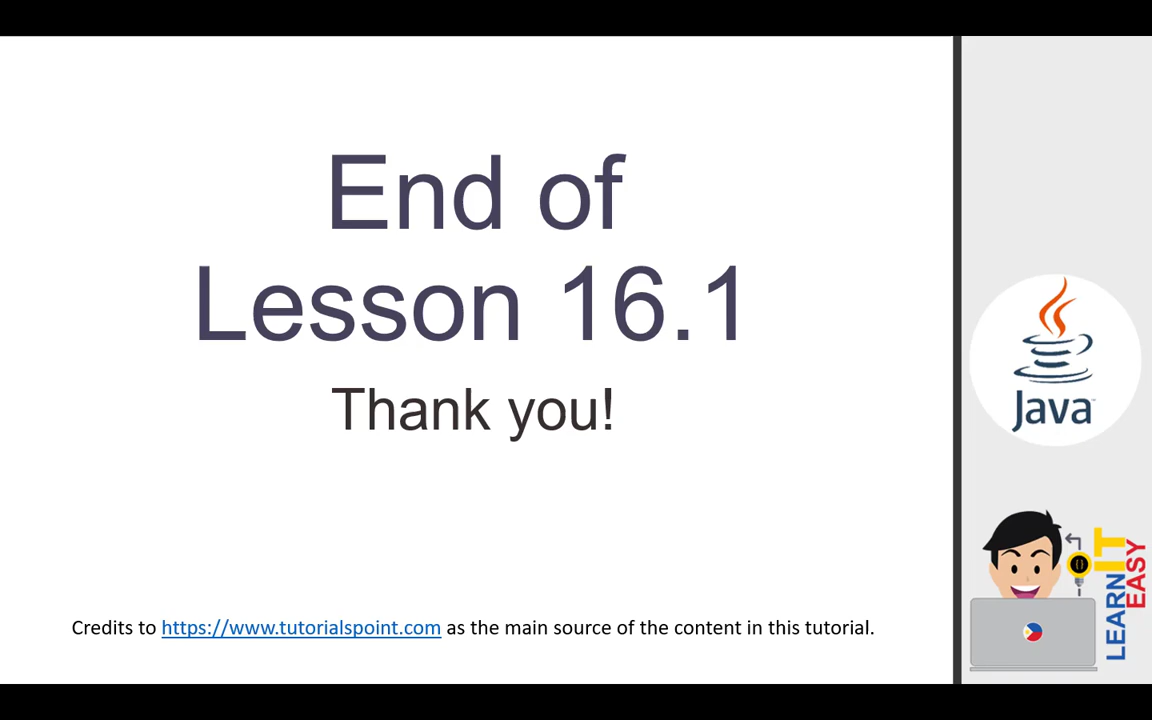 End of
Lesson 16.1
Thank you!
Credits to https://www.tutorialspoint.com as the main source of the content in this tutorial.
Java™
LEARN IT
EASY